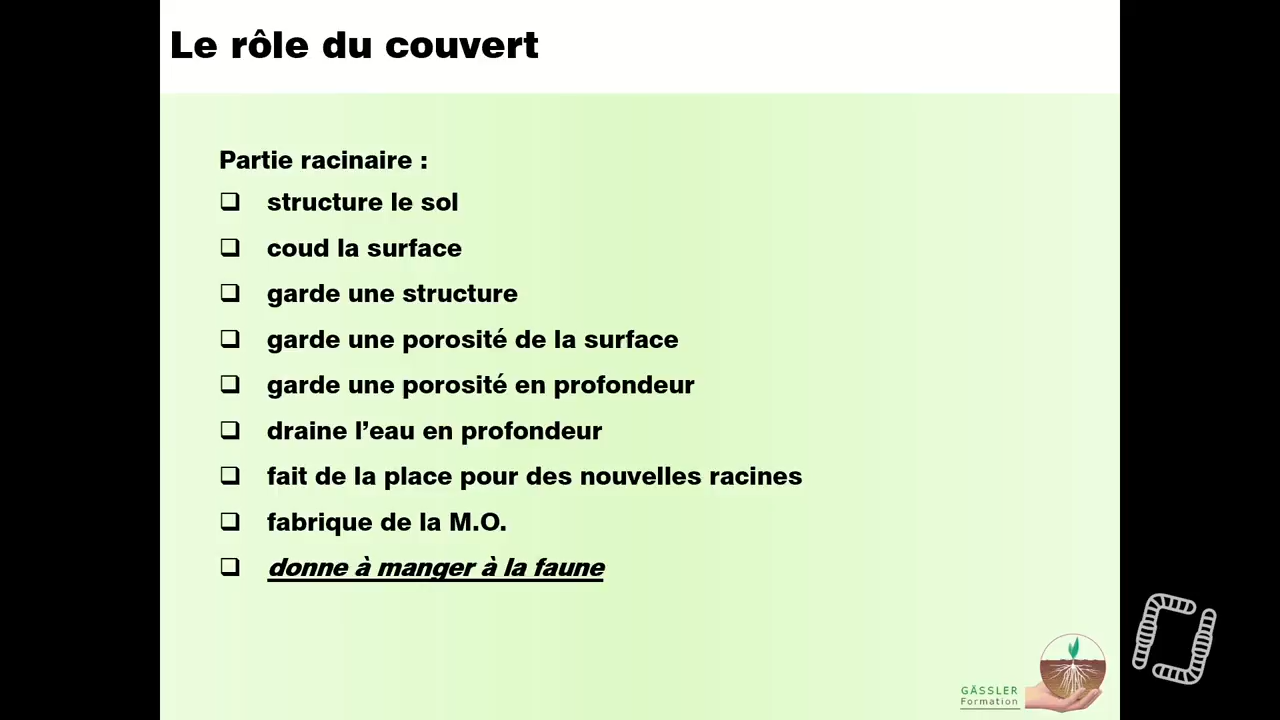 Le rôle du couvert
Partie racinaire :
structure le sol
coud la surface
garde une structure
garde une porosité de la surface
garde une porosité en profondeur
draine l’eau en profondeur
fait de la place pour des nouvelles racines
fabrique de la M.O.
donne à manger à la faune
GÄSSLER
Formation